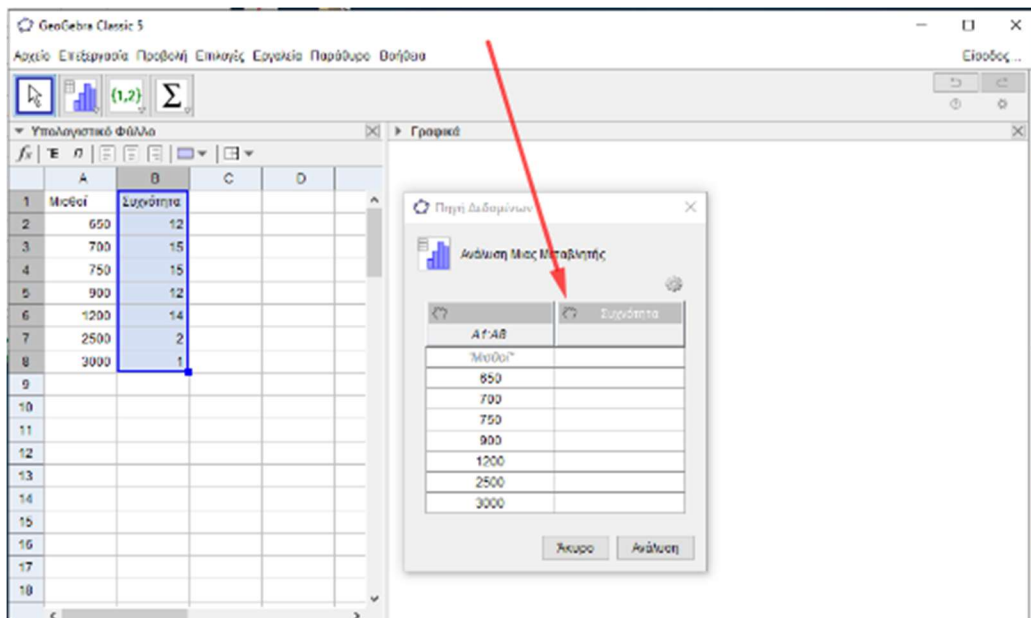 GeoGebra Classic 5
Αρχείο Επεξεργασία Προβολή Επιλογές Εργαλεία Παράθυρο Βοήθεια Είσοδος ...
{1,2} Σ
Υπολογιστικό Φύλλο
Γραφικά
fx
A B C D
1 Μισθοί Συχνότητα
2 650 12
3 700 15
4 750 15
5 900 12
6 1200 14
7 2500 2
8 3000 1
9
10
11
12
13
14
15
16
17
18
Πηγή Δεδομένων
Ανάλυση Μιας Μεταβλητής
Συχνότητα
A1:A8
"Μισθοί"
650
700
750
900
1200
2500
3000
Άκυρο Ανάλυση